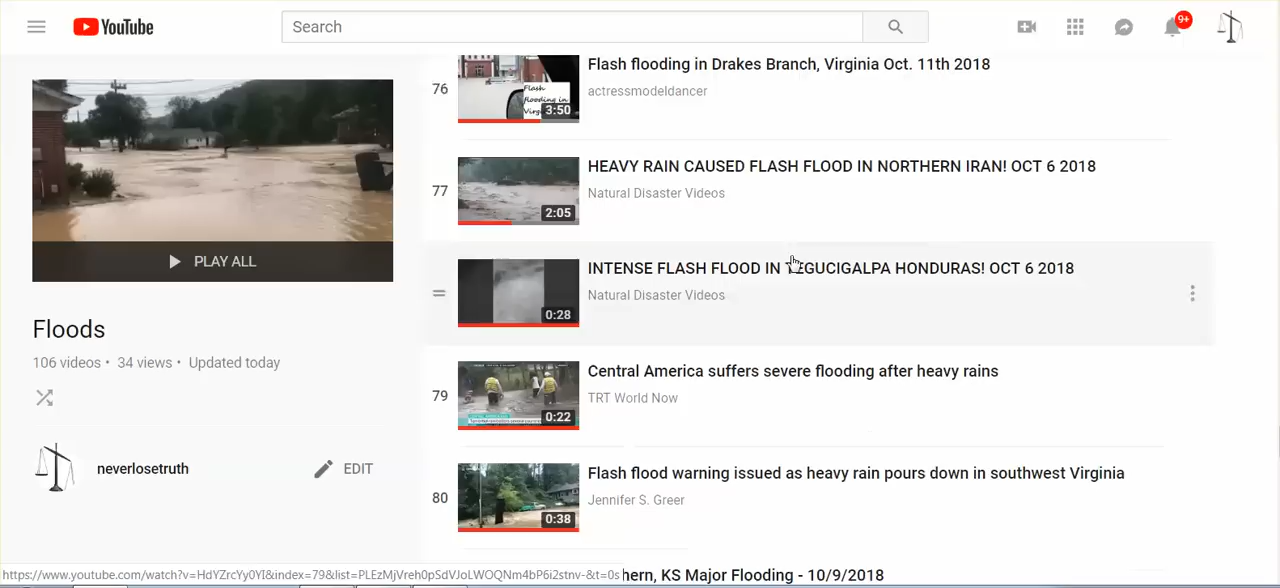 YouTube
Search
9+
76
Flash
flooding in
3:50
Flash flooding in Drakes Branch, Virginia Oct. 11th 2018
actressmodeldancer
77
2:05
HEAVY RAIN CAUSED FLASH FLOOD IN NORTHERN IRAN! OCT 6 2018
Natural Disaster Videos
0:28
INTENSE FLASH FLOOD IN TEGUCIGALPA HONDURAS! OCT 6 2018
Natural Disaster Videos
79
0:22
Central America suffers severe flooding after heavy rains
TRT World Now
80
0:38
Flash flood warning issued as heavy rain pours down in southwest Virginia
Jennifer S. Greer
hern, KS Major Flooding - 10/9/2018
PLAY ALL
Floods
106 videos • 34 views • Updated today
neverlosetruth
EDIT
https://www.youtube.com/watch?v=HdYZrcYy0YI&index=79&list=PLEzMjVreh0pSdVJoLWOQNm4bP6i2stnv-&t=0s